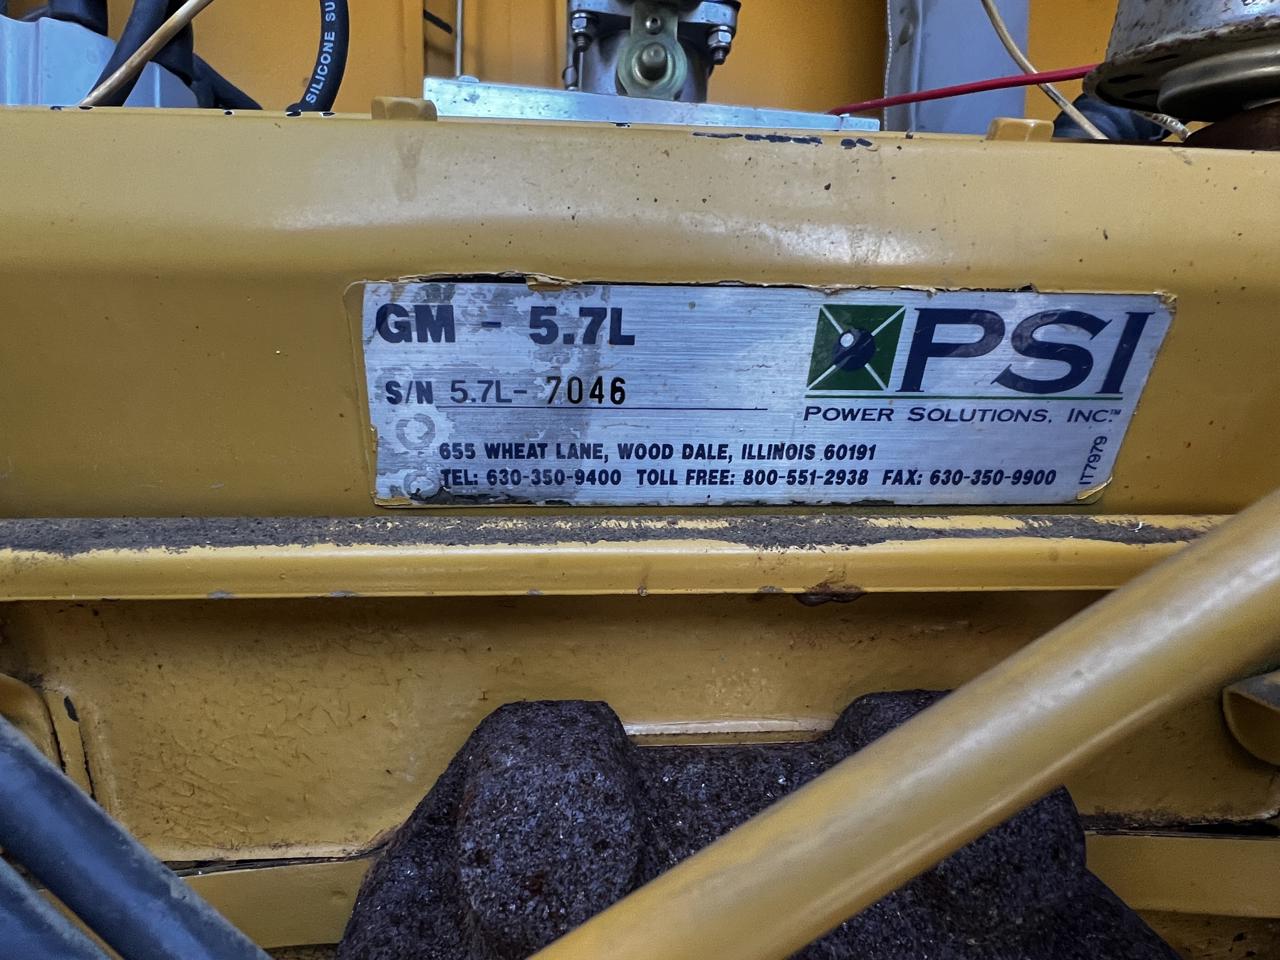 SILICONE SU
GM - 5.7L
S/N 5.7L- 7046
PSI
POWER SOLUTIONS, INC.™
655 WHEAT LANE, WOOD DALE, ILLINOIS 60191
TEL: 630-350-9400 TOLL FREE: 800-551-2938 FAX: 630-350-9900
IT7979